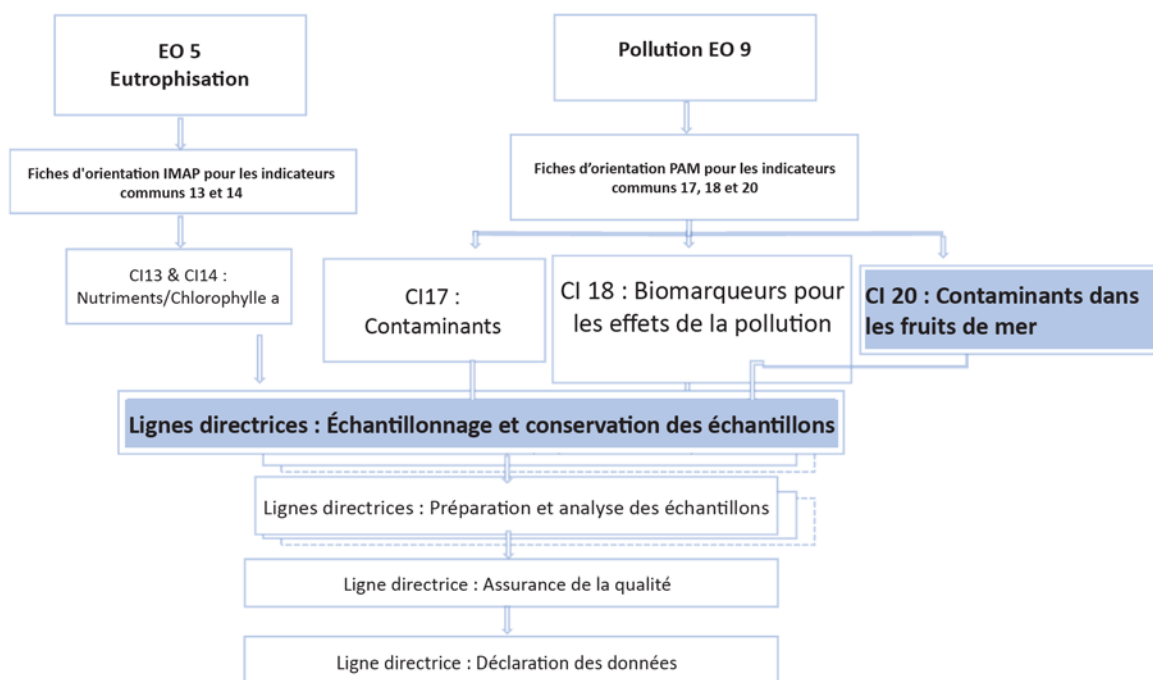 EO 5
Eutrophisation
Pollution EO 9
Fiches d'orientation IMAP pour les indicateurs
communs 13 et 14
Fiches d’orientation PAM pour les indicateurs
communs 17, 18 et 20
CI13 & CI14 :
Nutriments/Chlorophylle a
CI17 :
Contaminants
CI 18 : Biomarqueurs pour
les effets de la pollution
CI 20 : Contaminants dans
les fruits de mer
Lignes directrices : Échantillonnage et conservation des échantillons
Lignes directrices : Préparation et analyse des échantillons
Ligne directrice : Assurance de la qualité
Ligne directrice : Déclaration des données